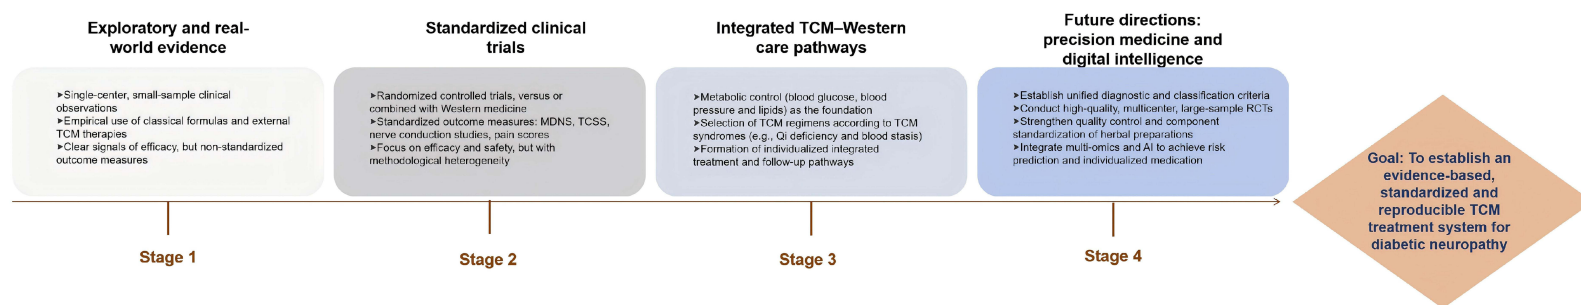 Exploratory and real-
world evidence
➤Single-center, small-sample clinical
observations
➤Empirical use of classical formulas and external
TCM therapies
➤Clear signals of efficacy, but non-standardized
outcome measures
Stage 1
Standardized clinical
trials
➤Randomized controlled trials, versus or
combined with Western medicine
➤Standardized outcome measures: MDNS, TCSS,
nerve conduction studies, pain scores
➤Focus on efficacy and safety, but with
methodological heterogeneity
Stage 2
Integrated TCM–Western
care pathways
➤Metabolic control (blood glucose, blood
pressure and lipids) as the foundation
➤Selection of TCM regimens according to TCM
syndromes (e.g., Qi deficiency and blood stasis)
➤Formation of individualized integrated
treatment and follow-up pathways
Stage 3
Future directions:
precision medicine and
digital intelligence
➤Establish unified diagnostic and classification criteria
➤Conduct high-quality, multicenter, large-sample RCTs
➤Strengthen quality control and component
standardization of herbal preparations
➤Integrate multi-omics and AI to achieve risk
prediction and individualized medication
Stage 4
Goal: To establish an
evidence-based,
standardized and
reproducible TCM
treatment system for
diabetic neuropathy